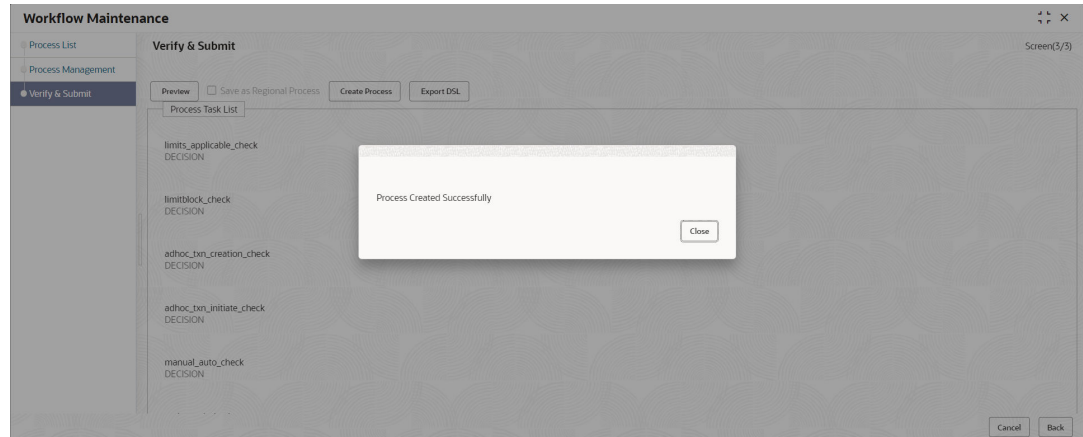 Workflow Maintenance
Process List
Process Management
Verify & Submit
Verify & Submit
Screen(3/3)
Preview
Save as Regional Process
Create Process
Export DSL
Process Task List
limits_applicable_check
DECISION
limitblock_check
DECISION
adhoc_txn_creation_check
DECISION
adhoc_txn_initiate_check
DECISION
manual_auto_check
DECISION
Process Created Successfully
Close
Cancel
Back